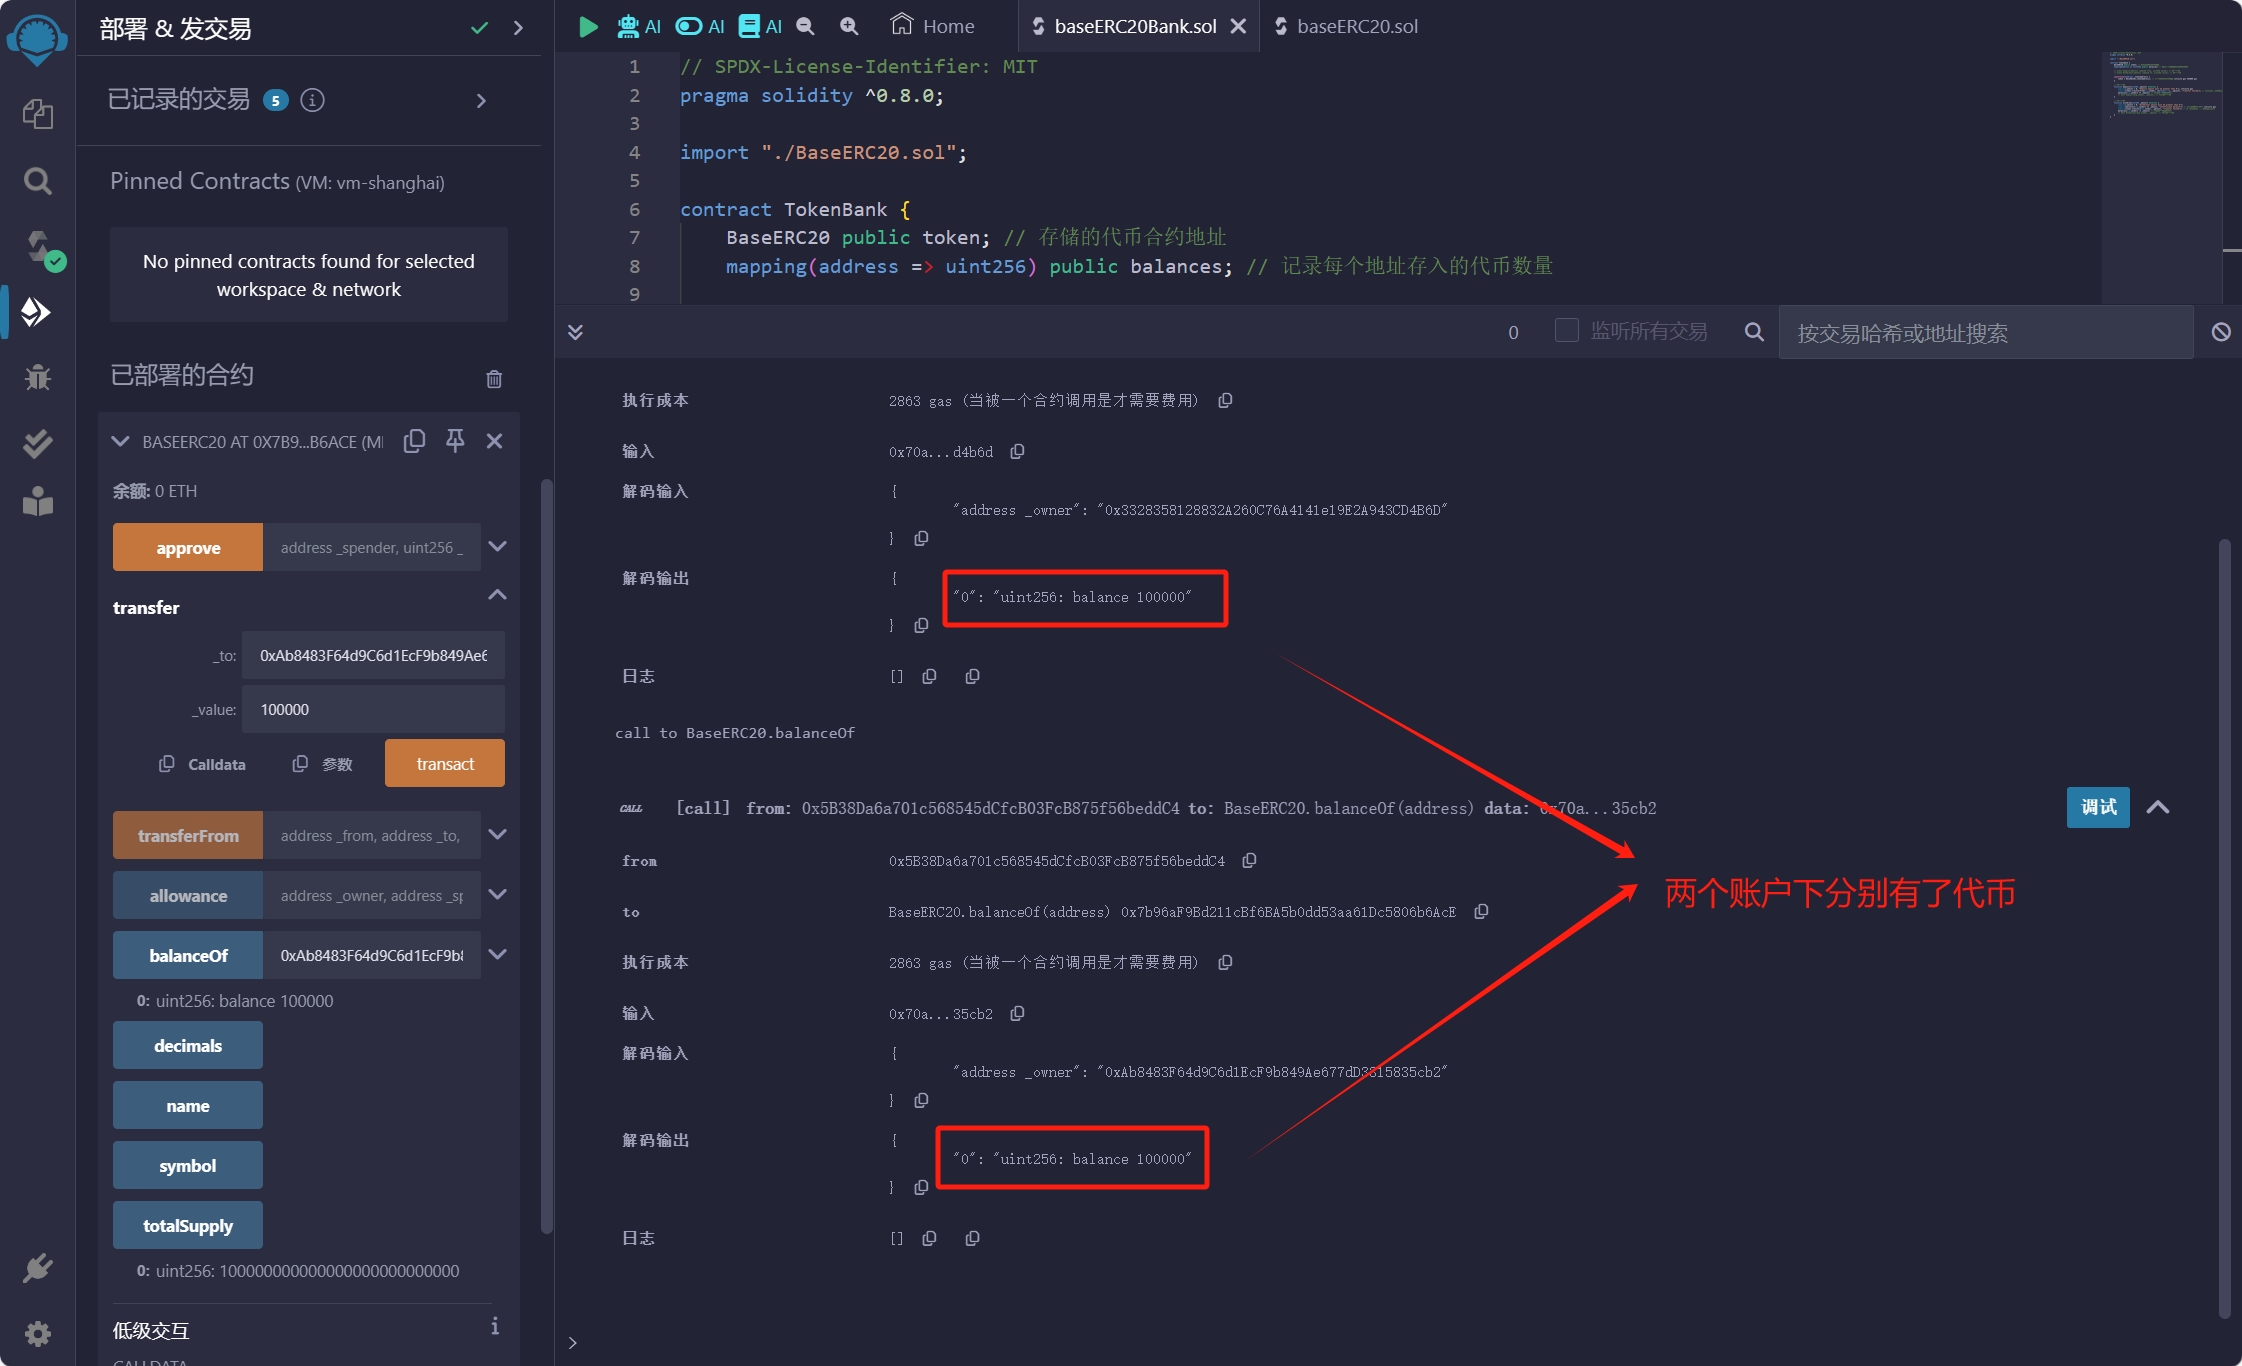 部署 & 发交易
已记录的交易 5
Pinned Contracts (VM: vm-shanghai)
No pinned contracts found for selected
workspace & network
已部署的合约
BASEERC20 AT 0X7B9...B6ACE (M
余额: 0 ETH
approve address _spender, uint256 _
transfer
_to: 0xAb8483F64d9C6d1EcF9b849Ae6
_value: 100000
Calldata 参数 transact
transferFrom address _from, address _to,
allowance address _owner, address _sp
balanceOf 0xAb8483F64d9C6d1EcF9b8
0: uint256: balance 100000
decimals
name
symbol
totalSupply
0: uint256: 100000000000000000000000000
低级交互
CALLDATA
AI AI AI Home baseERC20Bank.sol baseERC20.sol
1 // SPDX-License-Identifier: MIT
2 pragma solidity ^0.8.0;
3
4 import "./BaseERC20.sol";
5
6 contract TokenBank {
7 BaseERC20 public token; // 存储的代币合约地址
8 mapping(address => uint256) public balances; // 记录每个地址存入的代币数量
9
0 监听所有交易 按交易哈希或地址搜索
执行成本 2863 gas (当被一个合约调用是才需要费用)
输入 0x70a...d4b6d
解码输入 {
"address _owner": "0x3328358128832A260C76A4141e19E2A943CD4B6D"
}
解码输出 {
"0": "uint256: balance 100000"
}
日志 []
call to BaseERC20.balanceOf
CALL [call] from: 0x5B38Da6a701c568545dCfcB03FcB875f56beddC4 to: BaseERC20.balanceOf(address) data: 0x70a...35cb2 调试
from 0x5B38Da6a701c568545dCfcB03FcB875f56beddC4
两个账户下分别有了代币
to BaseERC20.balanceOf(address) 0x7b96aF9Bd211cBf6BA5b0dd53aa61Dc5806b6AcE
执行成本 2863 gas (当被一个合约调用是才需要费用)
输入 0x70a...35cb2
解码输入 {
"address _owner": "0xAb8483F64d9C6d1EcF9b849Ae677dD3315835cb2"
}
解码输出 {
"0": "uint256: balance 100000"
}
日志 []
>